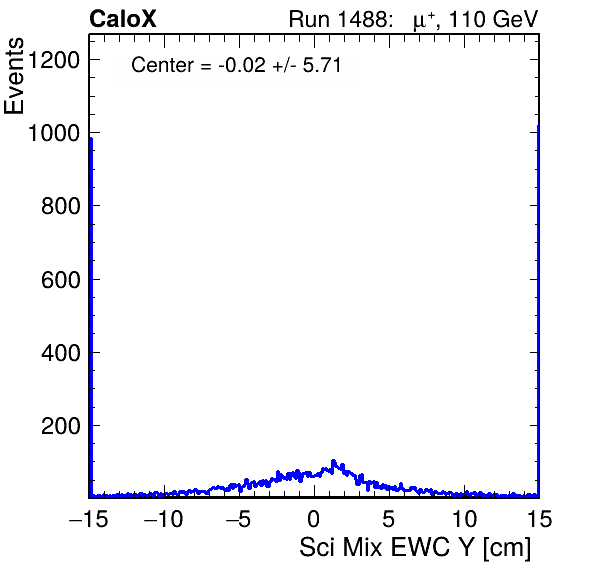 CaloX Run 1488: μ⁺, 110 GeV
Events
Center = -0.02 +/- 5.71
1200
1000
800
600
400
200
−15 −10 −5 0 5 10 15
Sci Mix EWC Y [cm]